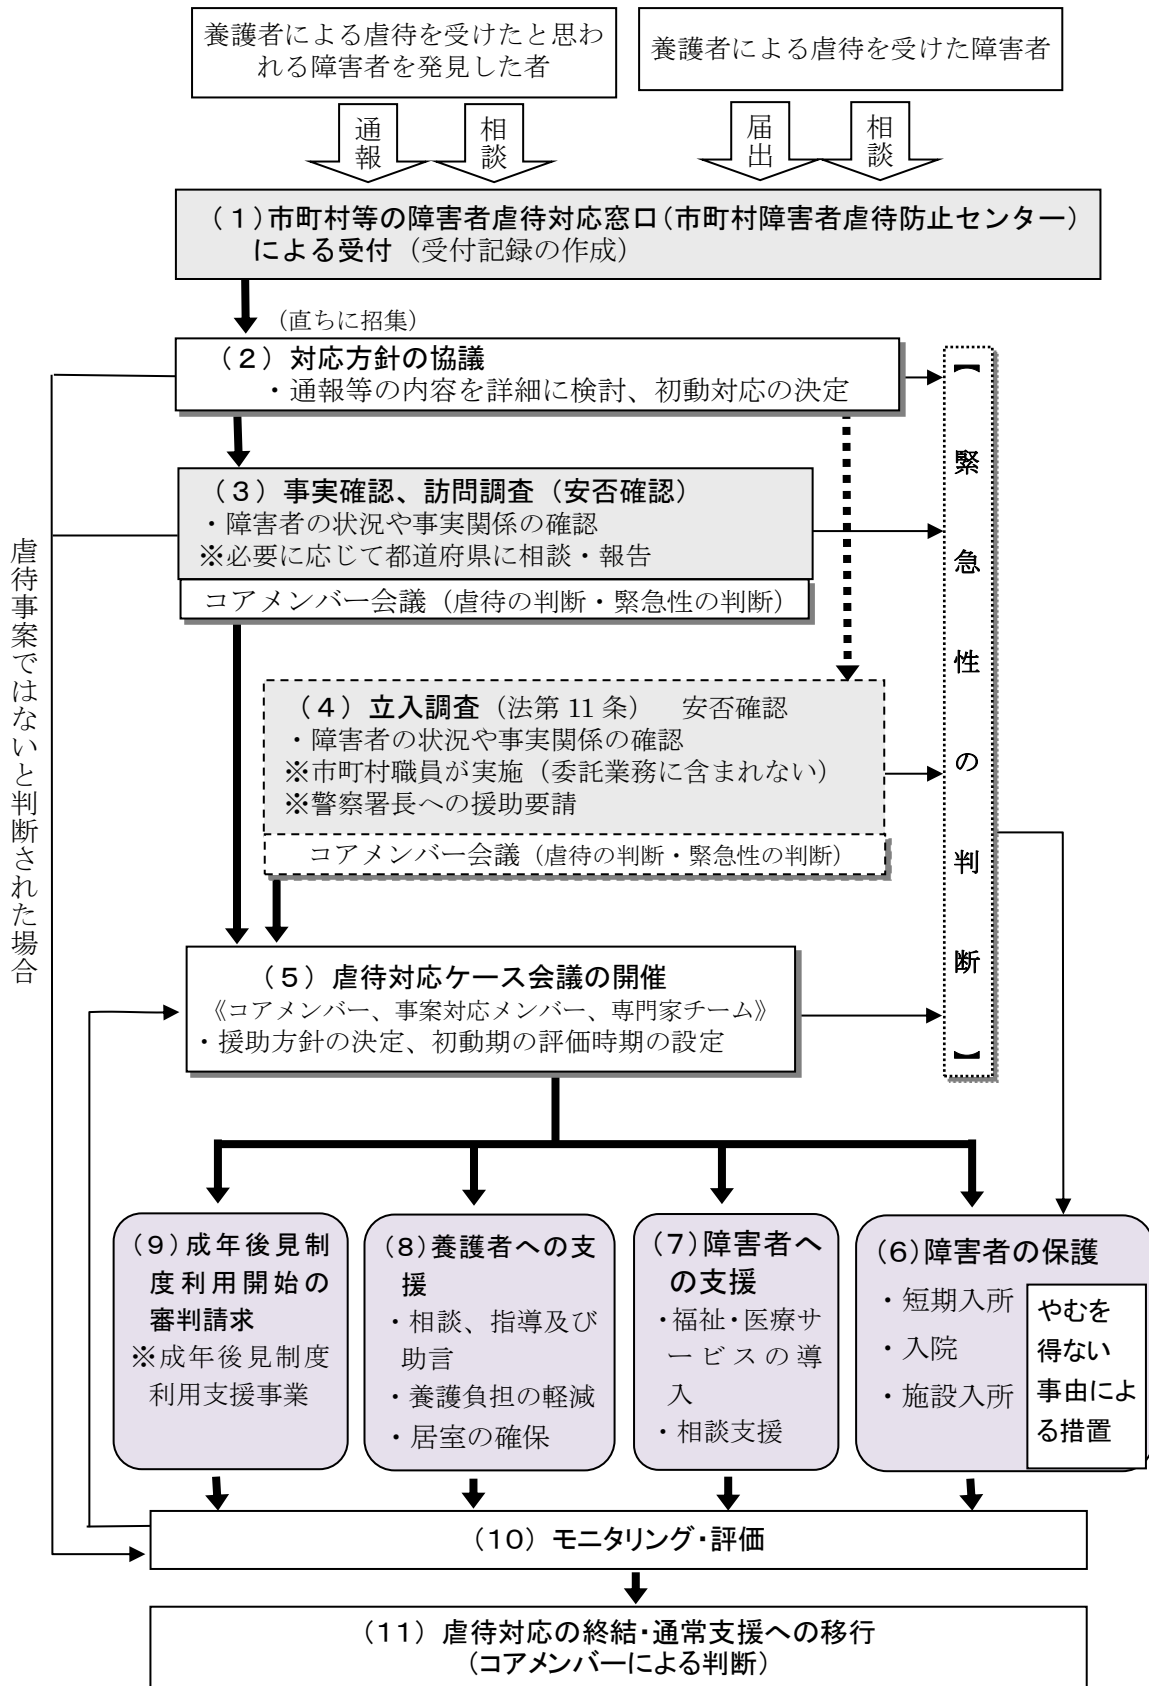 養護者による虐待を受けたと思わ
れる障害者を発見した者
養護者による虐待を受けた障害者
通報
相談
届出
相談
（１）市町村等の障害者虐待対応窓口（市町村障害者虐待防止センター）
による受付（受付記録の作成）
（直ちに招集）
（２）対応方針の協議
・通報等の内容を詳細に検討、初動対応の決定
（３）事実確認、訪問調査（安否確認）
・障害者の状況や事実関係の確認
※必要に応じて都道府県に相談・報告
コアメンバー会議（虐待の判断・緊急性の判断）
（４）立入調査（法第 11 条）　安否確認
・障害者の状況や事実関係の確認
※市町村職員が実施（委託業務に含まれない）
※警察署長への援助要請
コアメンバー会議（虐待の判断・緊急性の判断）
【緊急性の判断】
虐待事案ではないと判断された場合
（５）虐待対応ケース会議の開催
《コアメンバー、事案対応メンバー、専門家チーム》
・援助方針の決定、初動期の評価時期の設定
（９）成年後見制
度利用開始の
審判請求
※成年後見制度
利用支援事業
（８）養護者への支
援
・相談、指導及び
助言
・養護負担の軽減
・居室の確保
（７）障害者へ
の支援
・福祉・医療サ
ービスの導
入
・相談支援
（６）障害者の保護
・短期入所
・入院
・施設入所
やむを
得ない
事由によ
る措置
（１０）モニタリング・評価
（１１）虐待対応の終結・通常支援への移行
（コアメンバーによる判断）